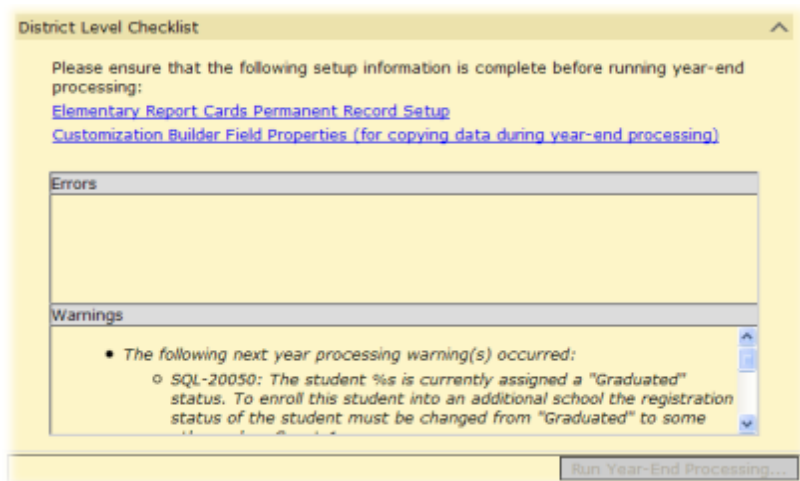 District Level Checklist
Please ensure that the following setup information is complete before running year-end
processing:
Elementary Report Cards Permanent Record Setup
Customization Builder Field Properties (for copying data during year-end processing)
Errors
Warnings
• The following next year processing warning(s) occurred:
o SQL-20050: The student %s is currently assigned a "Graduated"
status. To enroll this student into an additional school the registration
status of the student must be changed from "Graduated" to some
Run Year-End Processing...